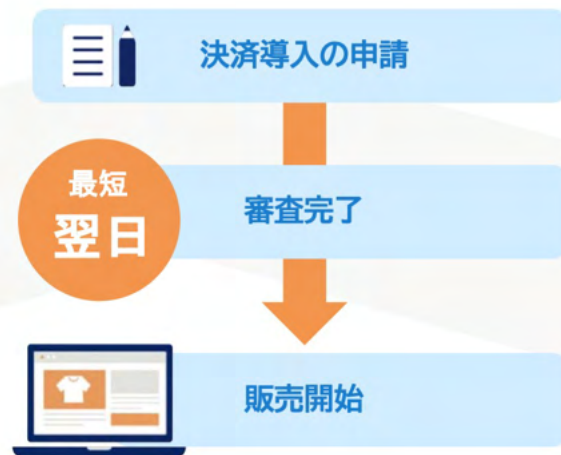 決済導入の申請
最短
翌日
審査完了
販売開始